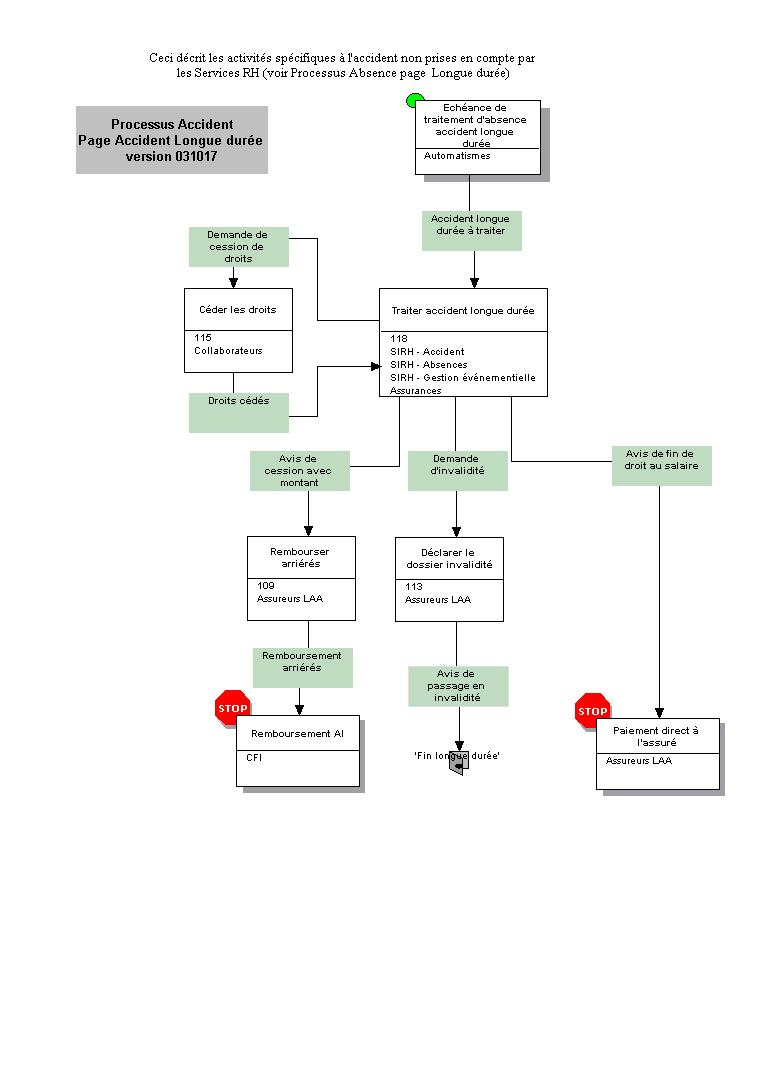 Ceci décrit les activités spécifiques à l'accident non prises en compte par
les Services RH (voir Processus Absence page Longue durée)
Processus Accident
Page Accident Longue durée
version 031017
Echéance de
traitement d'absence
accident longue
durée
Automatismes
Accident longue
durée à traiter
Demande de
cession de
droits
Céder les droits
115
Collaborateurs
Traiter accident longue durée
118
SIRH - Accident
SIRH - Absences
SIRH - Gestion événementielle
Assurances
Droits cédés
Avis de
cession avec
montant
Demande
d'invalidité
Avis de fin de
droit au salaire
Rembourser
arriérés
109
Assureurs LAA
Déclarer le
dossier invalidité
113
Assureurs LAA
Remboursement
arriérés
Avis de
passage en
invalidité
STOP
Remboursement AI
CFI
'Fin longue durée'
STOP
Paiement direct à
l'assuré
Assureurs LAA